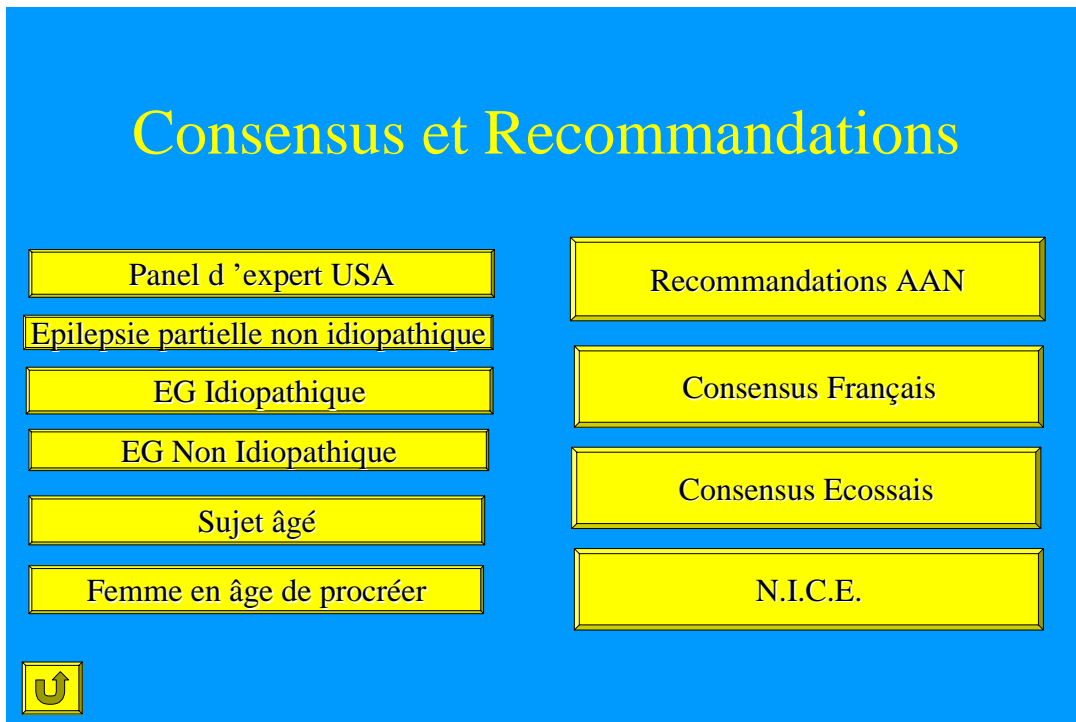 Consensus et Recommandations
Panel d ’expert USA
Epilepsie partielle non idiopathique
EG Idiopathique
EG Non Idiopathique
Sujet âgé
Femme en âge de procréer
Recommandations AAN
Consensus Français
Consensus Ecossais
N.I.C.E.